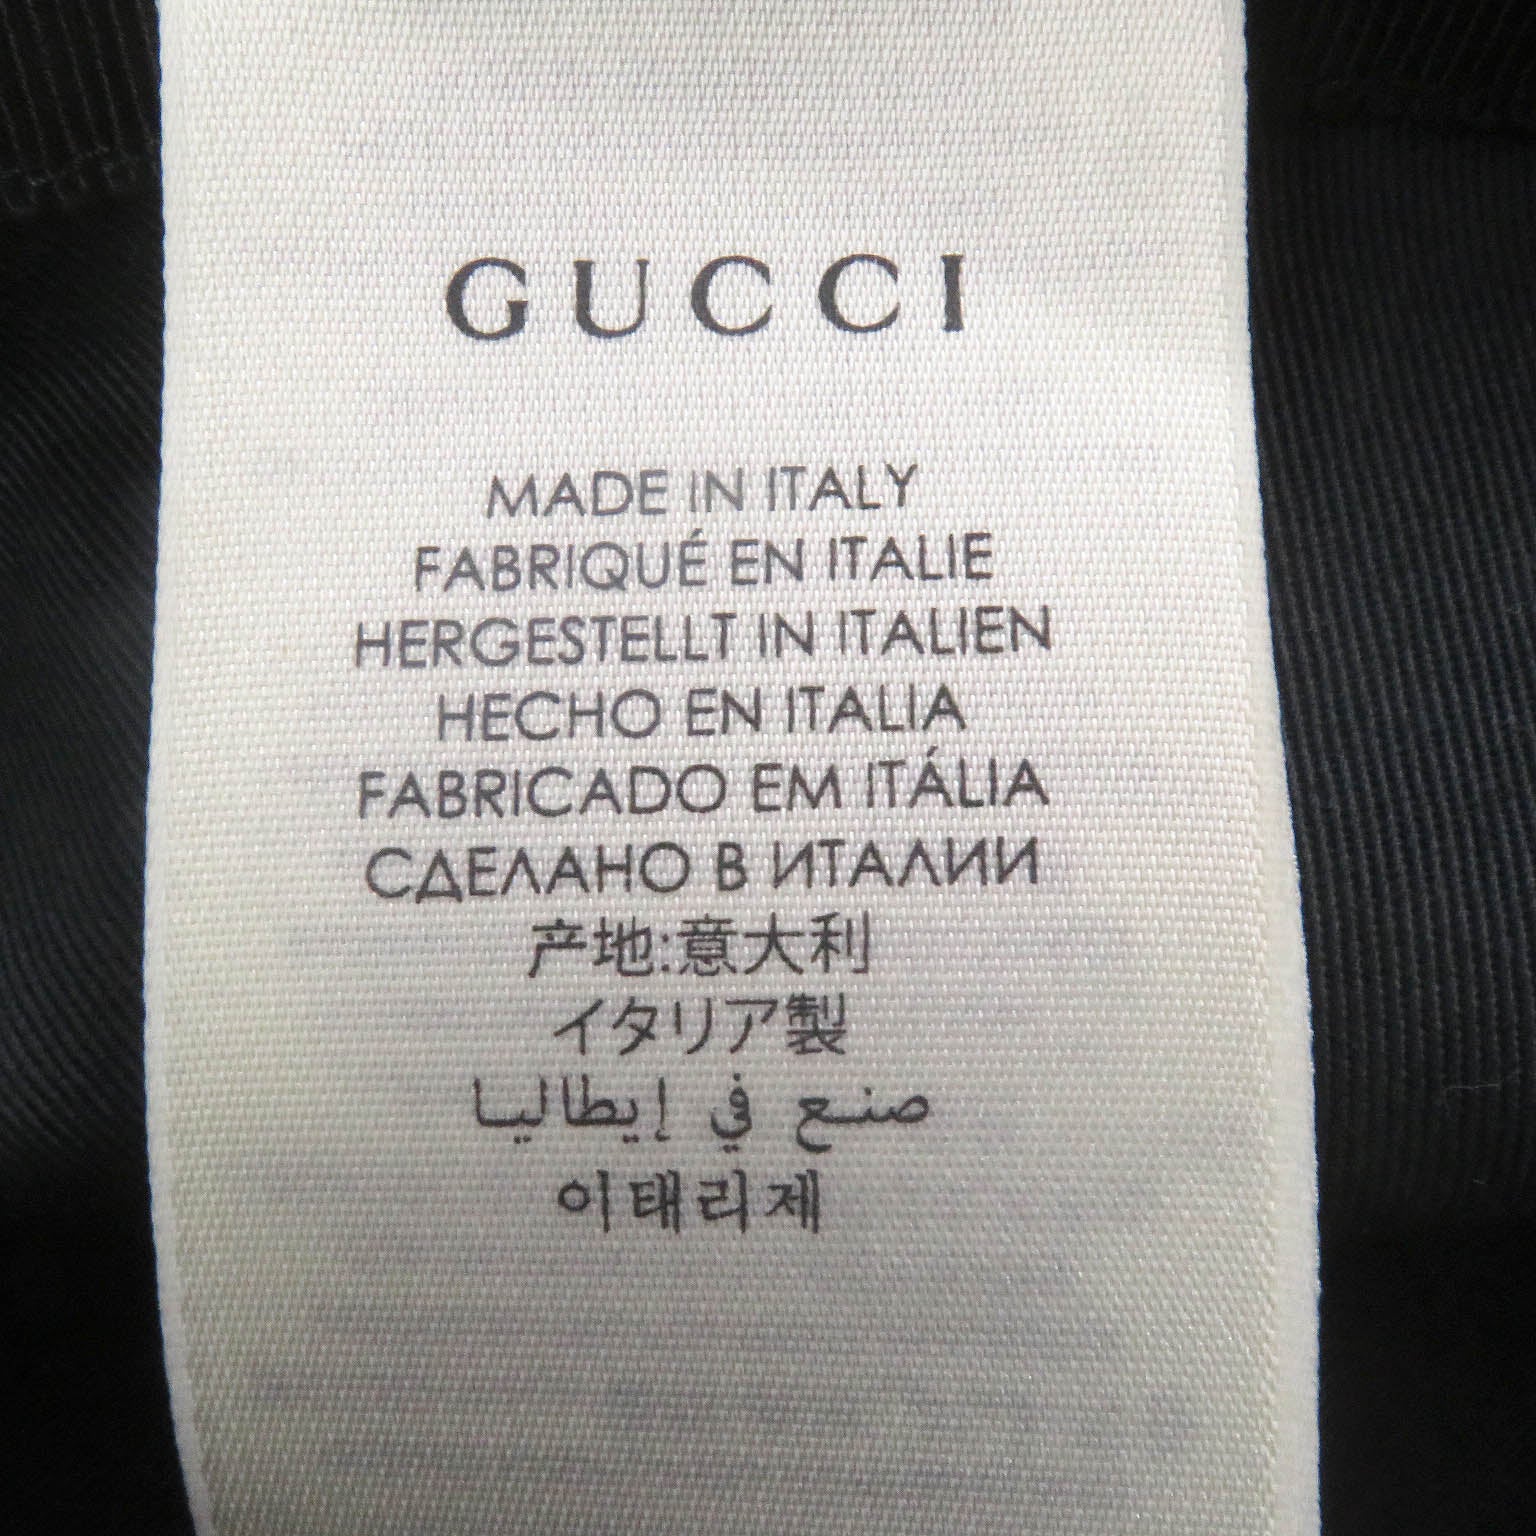 GUCCI
MADE IN ITALY
FABRIQUÉ EN ITALIE
HERGESTELLT IN ITALIEN
HECHO EN ITALIA
FABRICADO EM ITÁLIA
СДЕЛАНО В ИТАЛИИ
产地:意大利
イタリア製
صنع في إيطاليا
이태리제